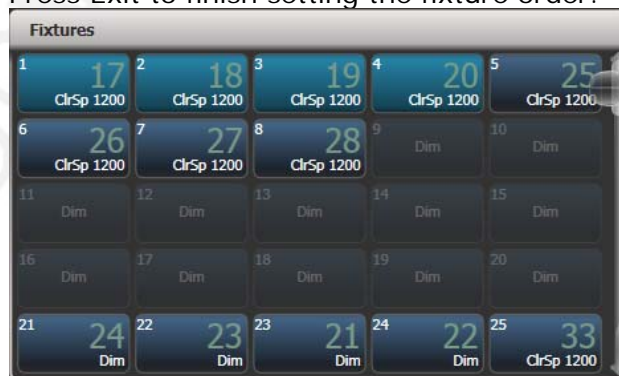 Press Exit to finish setting the fixture order.
Fixtures
1 17 2 18 3 19 4 20 5 25
ClrSp 1200 ClrSp 1200 ClrSp 1200 ClrSp 1200 ClrSp 1200
6 26 7 27 8 28 9 10
ClrSp 1200 ClrSp 1200 ClrSp 1200 Dim Dim
11 12 13 14 15
Dim Dim Dim Dim Dim
16 17 18 19 20
Dim Dim Dim Dim Dim
21 24 22 23 23 21 24 22 25 33
Dim Dim Dim Dim ClrSp 1200